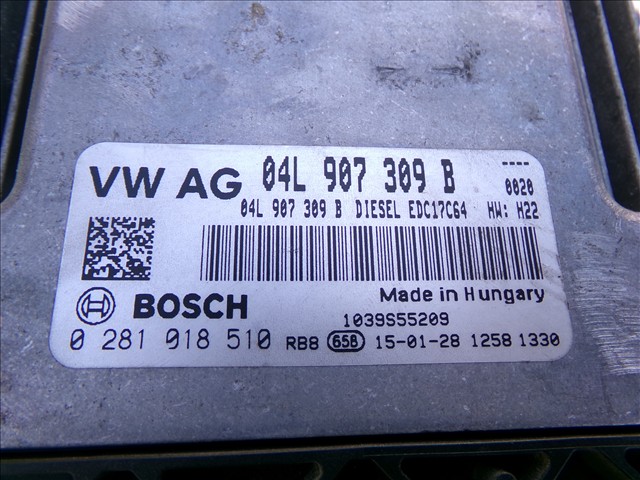 VW AG 04L 907 309 B ----
0020
04L 907 309 B DIESEL EDC17C64 HW: H22
Made in Hungary
BOSCH 1039S55209
0 281 918 510 RB8 658 15-01-28 1258 1330